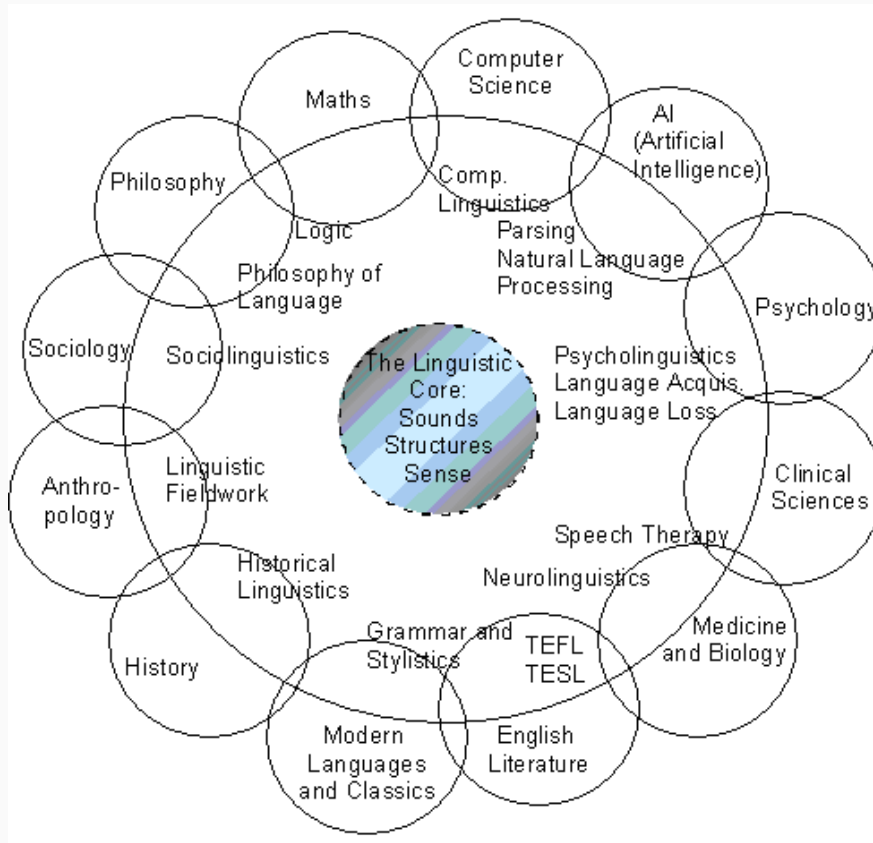 Computer
Science
Maths
AI
(Artificial
Intelligence)
Philosophy
Comp.
Linguistics
Logic
Parsing
Natural Language
Processing
Philosophy of
Language
Psychology
Sociology
Sociolinguistics
The Linguistic
Core:
Sounds
Structures
Sense
Psycholinguistics
Language Acquis.
Language Loss
Anthro-
pology
Linguistic
Fieldwork
Clinical
Sciences
Speech Therapy
Historical
Linguistics
Neurolinguistics
Grammar and
Stylistics
TEFL
TESL
Medicine
and Biology
History
Modern
Languages
and Classics
English
Literature